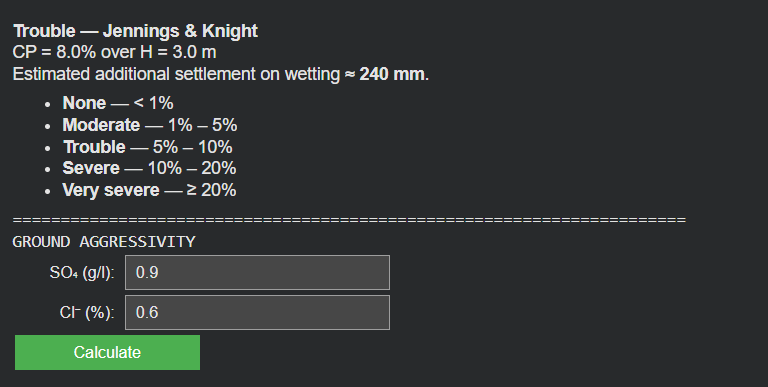 Trouble — Jennings & Knight
CP = 8.0% over H = 3.0 m
Estimated additional settlement on wetting ≈ 240 mm.
• None — < 1%
• Moderate — 1% – 5%
• Trouble — 5% – 10%
• Severe — 10% – 20%
• Very severe — ≥ 20%
======================================================================
GROUND AGGRESSIVITY
SO₄ (g/l): 0.9
Cl⁻ (%): 0.6
Calculate